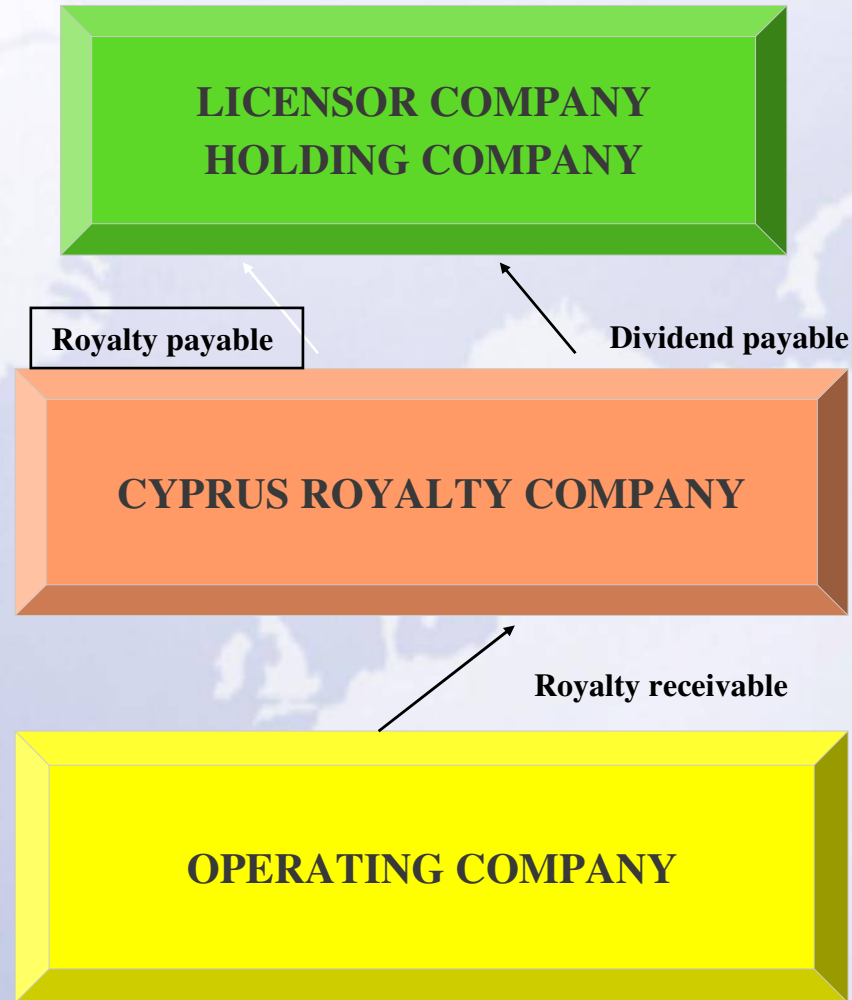 LICENSOR COMPANY
HOLDING COMPANY
Royalty payable
Dividend payable
CYPRUS ROYALTY COMPANY
Royalty receivable
OPERATING COMPANY